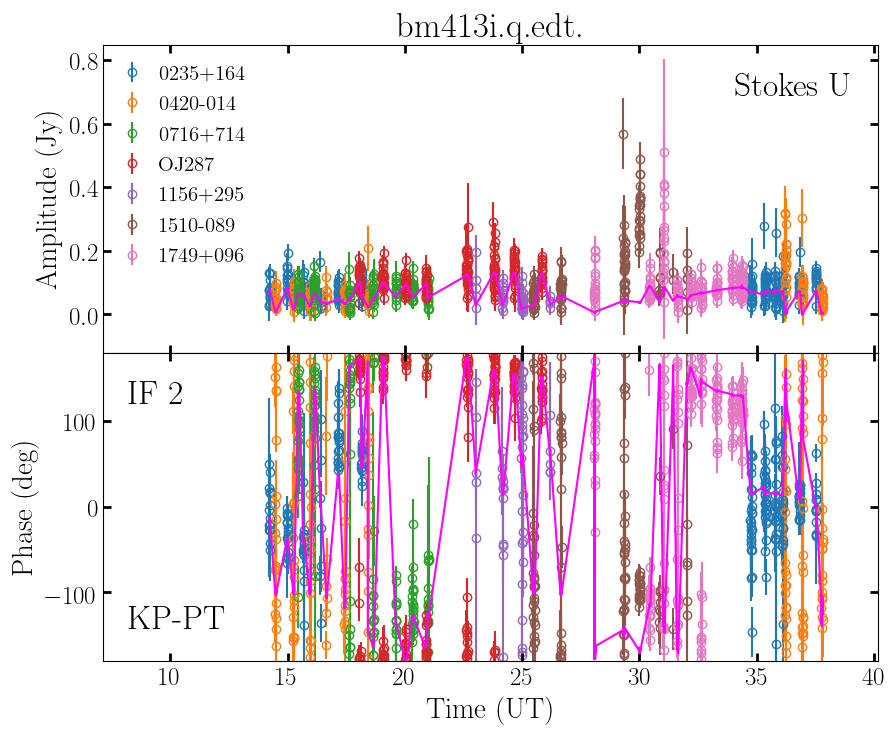 bm413i.q.edt.
Amplitude (Jy)
0.8
0.6
0.4
0.2
0.0
0235+164
0420-014
0716+714
OJ287
1156+295
1510-089
1749+096
Stokes U
Phase (deg)
100
0
−100
IF 2
KP-PT
10 15 20 25 30 35 40
Time (UT)